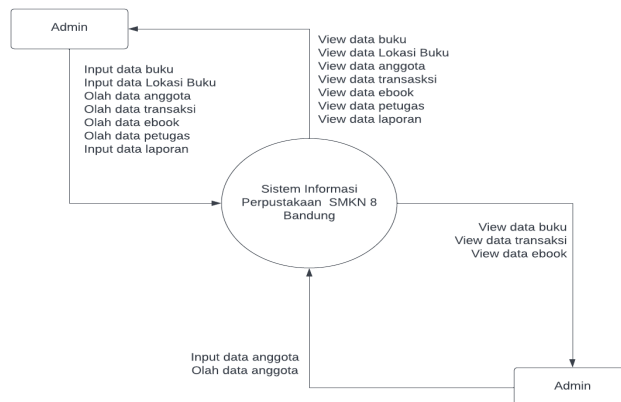 Admin
Input data buku
Input data Lokasi Buku
Olah data anggota
Olah data transaksi
Olah data ebook
Olah data petugas
Input data laporan
View data buku
View data Lokasi Buku
View data anggota
View data transasksi
View data ebook
View data petugas
View data laporan
Sistem Informasi
Perpustakaan SMKN 8
Bandung
View data buku
View data transaksi
View data ebook
Input data anggota
Olah data anggota
Admin